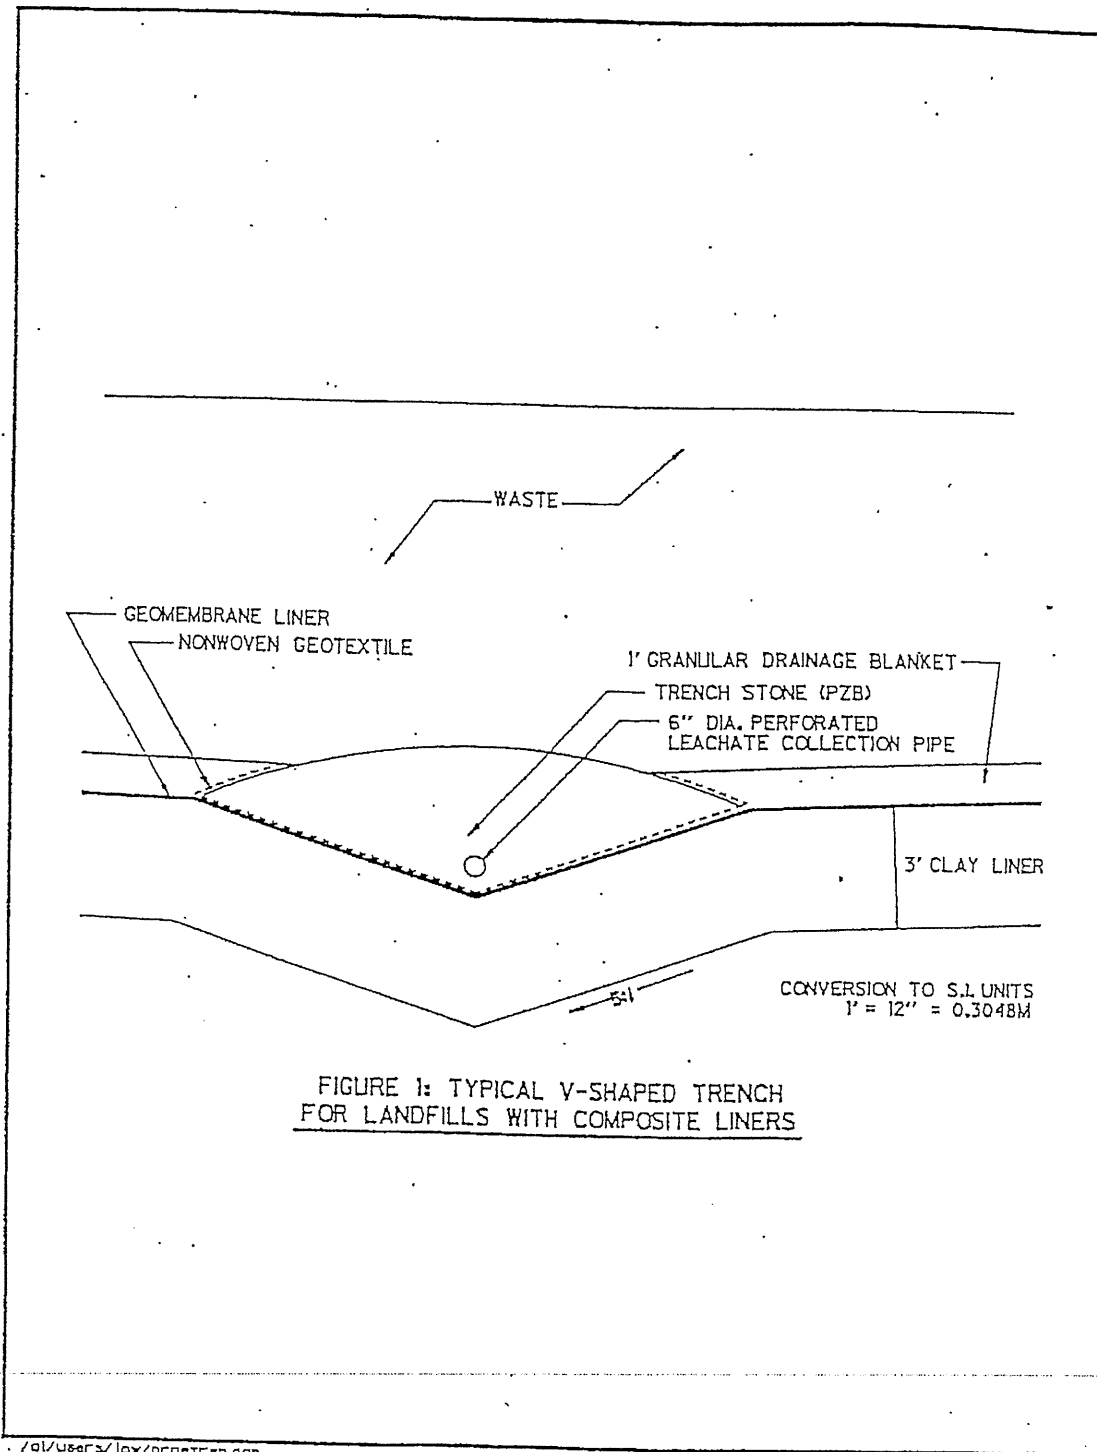 WASTE
GEOMEMBRANE LINER
NONWOVEN GEOTEXTILE
1' GRANULAR DRAINAGE BLANKET
TRENCH STONE (PZB)
6" DIA. PERFORATED
LEACHATE COLLECTION PIPE
3' CLAY LINER
5:1
CONVERSION TO S.I. UNITS
1' = 12" = 0.3048M
FIGURE 1: TYPICAL V-SHAPED TRENCH
FOR LANDFILLS WITH COMPOSITE LINERS